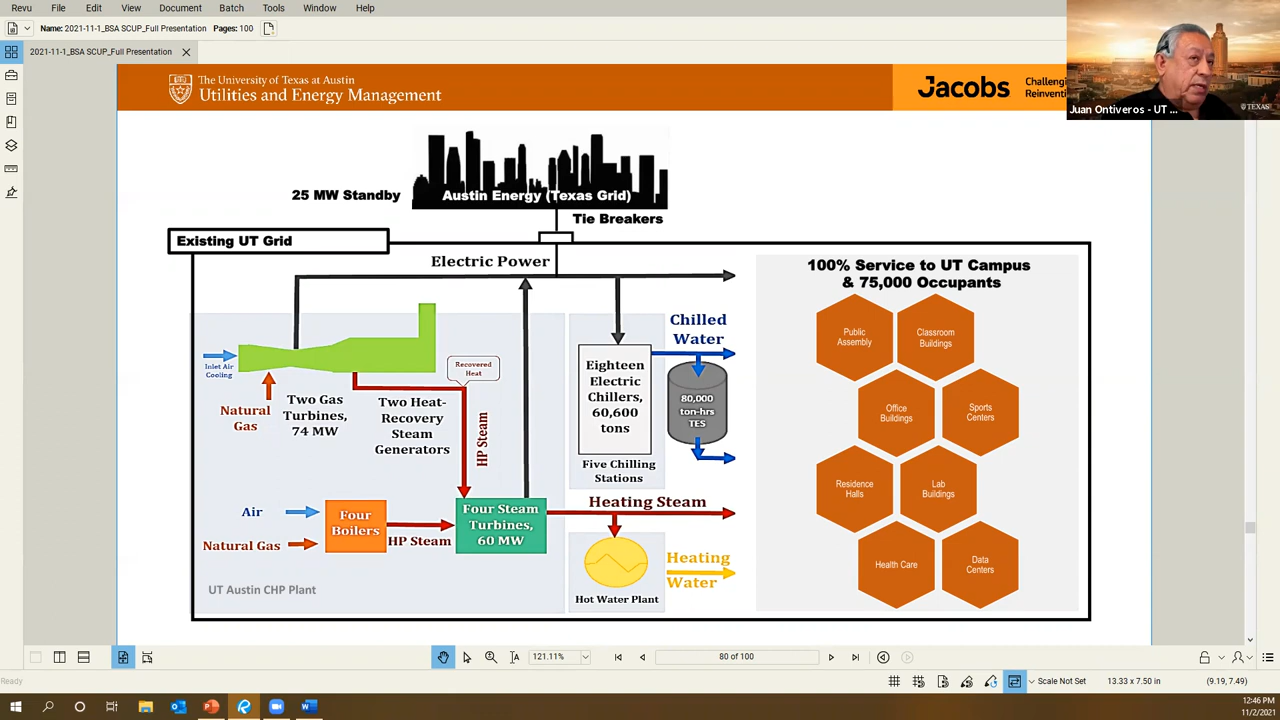 Revu File Edit View Document Batch Tools Window Help
Name: 2021-11-1_BSA SCUP_Full Presentation Pages: 100
2021-11-1_BSA SCUP_Full Presentation
The University of Texas at Austin
Utilities and Energy Management
Jacobs
Challengi
Reinventi
Juan Ontiveros - UT ...
TEXAS
25 MW Standby
Austin Energy (Texas Grid)
Tie Breakers
Existing UT Grid
Electric Power
Inlet Air
Cooling
Natural
Gas
Two Gas
Turbines,
74 MW
Two Heat-
Recovery
Steam
Generators
Recovered
Heat
HP Steam
Air
Natural Gas
Four
Boilers
HP Steam
Four Steam
Turbines,
60 MW
UT Austin CHP Plant
Eighteen
Electric
Chillers,
60,600
tons
Five Chilling
Stations
Chilled
Water
80,000
ton-hrs
TES
Heating Steam
Hot Water Plant
Heating
Water
100% Service to UT Campus
& 75,000 Occupants
Public
Assembly
Classroom
Buildings
Office
Buildings
Sports
Centers
Residence
Halls
Lab
Buildings
Health Care
Data
Centers
121.11%
80 of 100
Ready
Scale Not Set
13.33 x 7.50 in
(9.19, 7.49)
12:46 PM
11/2/2021